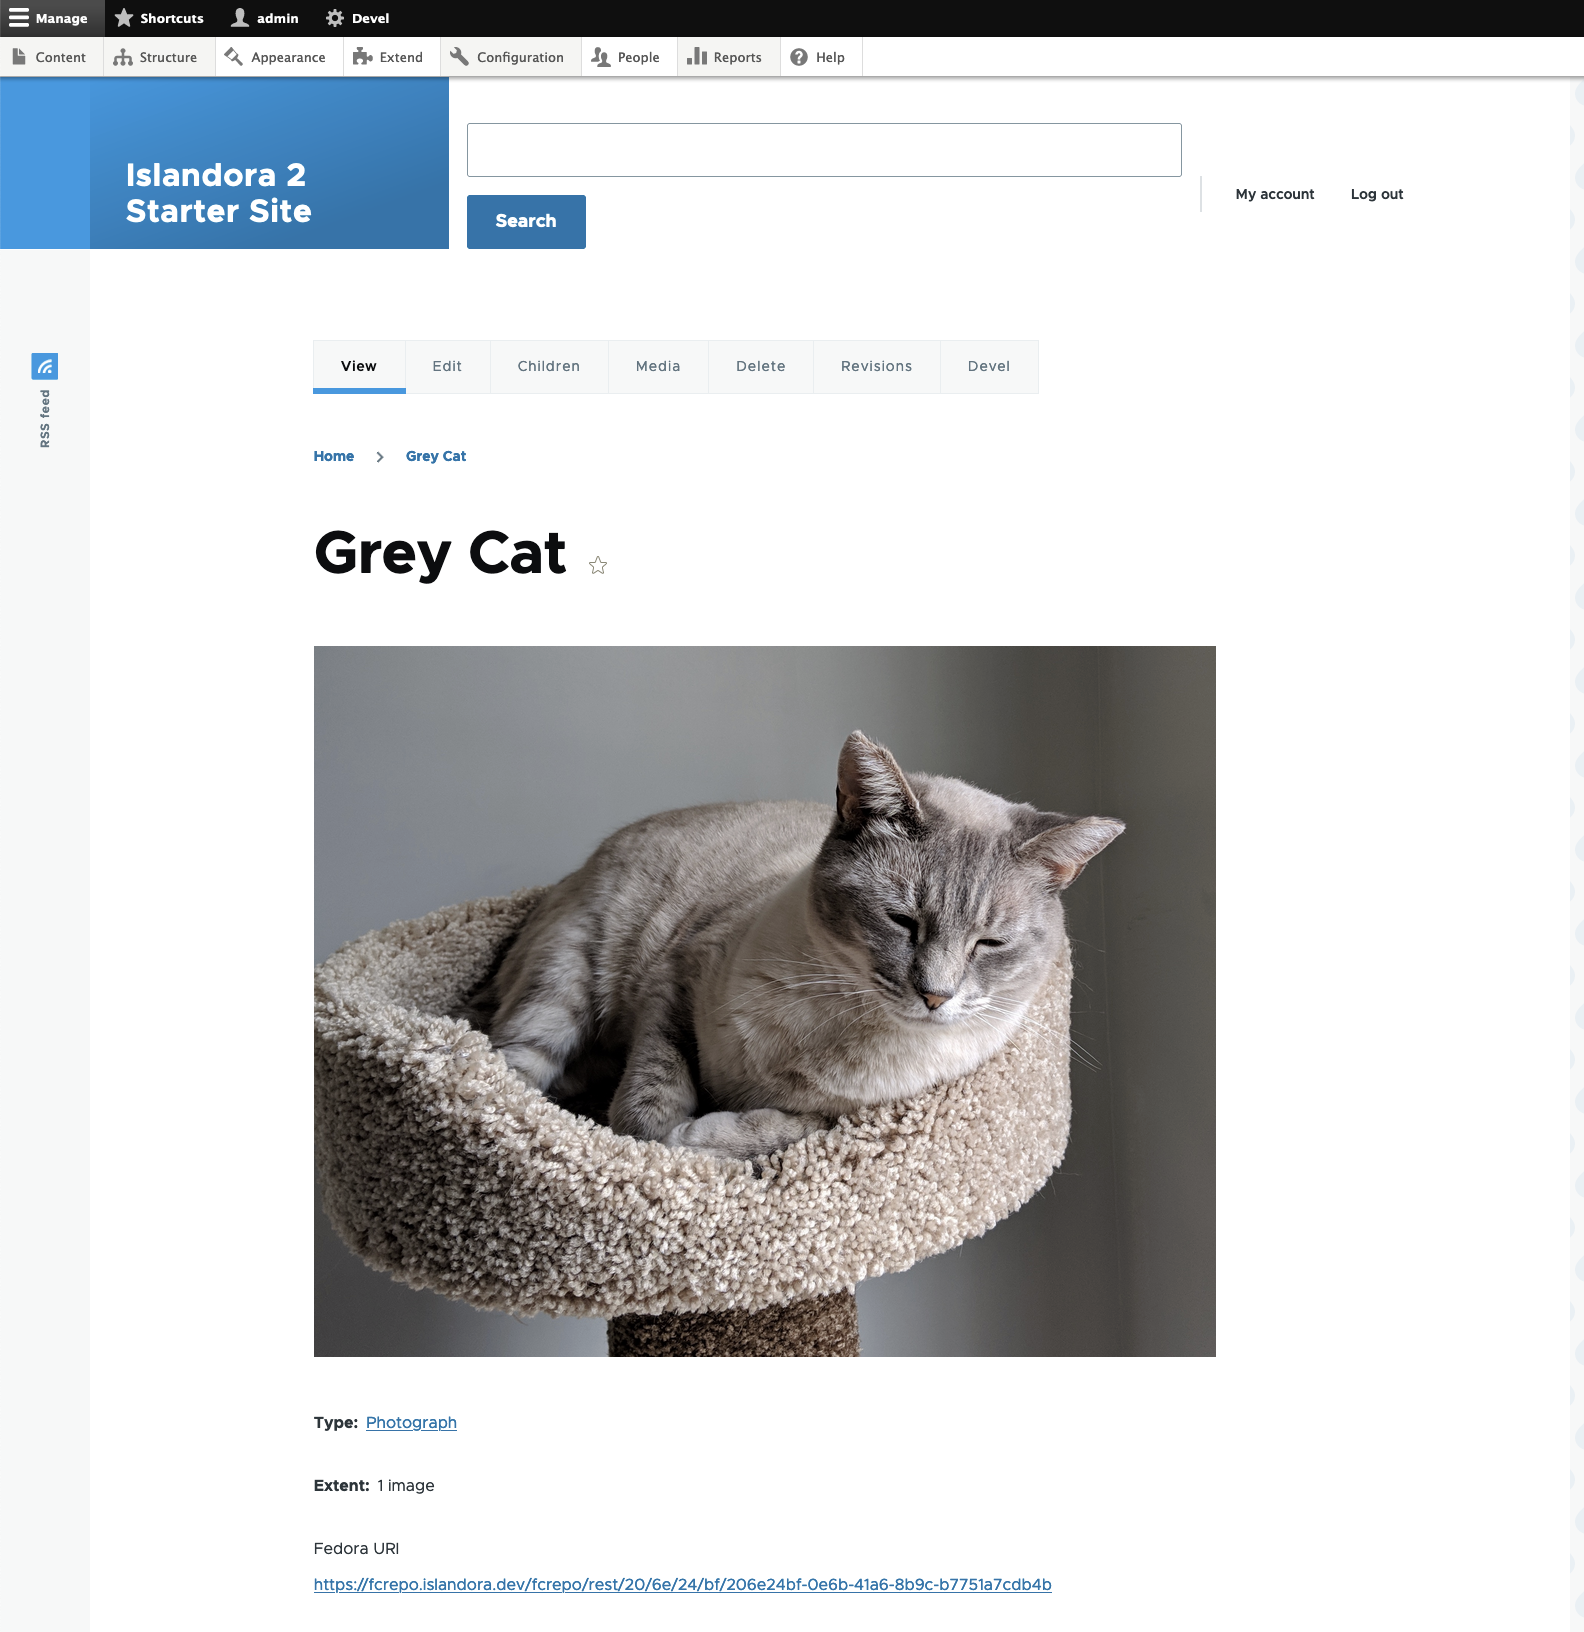 Manage Shortcuts admin Devel
Content Structure Appearance Extend Configuration People Reports Help
Islandora 2
Starter Site
Search
My account Log out
RSS feed
View Edit Children Media Delete Revisions Devel
Home Grey Cat
Grey Cat
Type: Photograph
Extent: 1 image
Fedora URI
https://fcrepo.islandora.dev/fcrepo/rest/20/6e/24/bf/206e24bf-0e6b-41a6-8b9c-b7751a7cdb4b